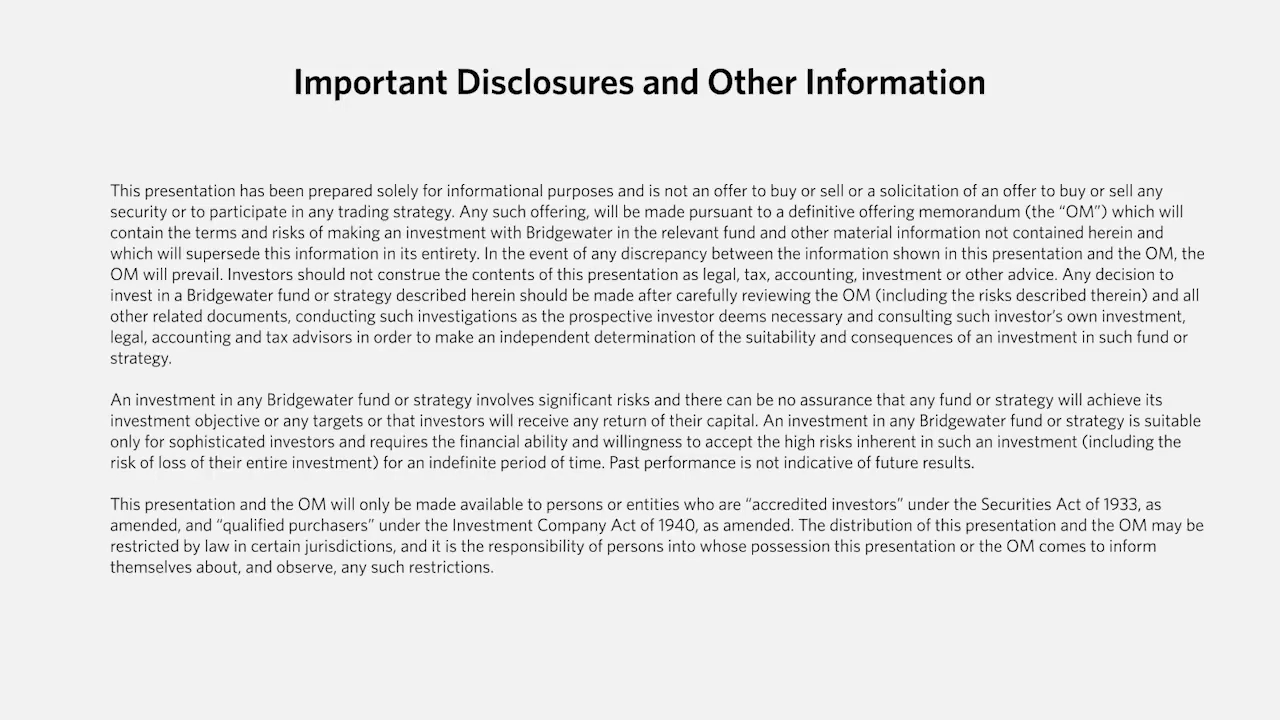 Important Disclosures and Other Information
This presentation has been prepared solely for informational purposes and is not an offer to buy or sell or a solicitation of an offer to buy or sell any
security or to participate in any trading strategy. Any such offering, will be made pursuant to a definitive offering memorandum (the “OM”) which will
contain the terms and risks of making an investment with Bridgewater in the relevant fund and other material information not contained herein and
which will supersede this information in its entirety. In the event of any discrepancy between the information shown in this presentation and the OM, the
OM will prevail. Investors should not construe the contents of this presentation as legal, tax, accounting, investment or other advice. Any decision to
invest in a Bridgewater fund or strategy described herein should be made after carefully reviewing the OM (including the risks described therein) and all
other related documents, conducting such investigations as the prospective investor deems necessary and consulting such investor’s own investment,
legal, accounting and tax advisors in order to make an independent determination of the suitability and consequences of an investment in such fund or
strategy.
An investment in any Bridgewater fund or strategy involves significant risks and there can be no assurance that any fund or strategy will achieve its
investment objective or any targets or that investors will receive any return of their capital. An investment in any Bridgewater fund or strategy is suitable
only for sophisticated investors and requires the financial ability and willingness to accept the high risks inherent in such an investment (including the
risk of loss of their entire investment) for an indefinite period of time. Past performance is not indicative of future results.
This presentation and the OM will only be made available to persons or entities who are “accredited investors” under the Securities Act of 1933, as
amended, and “qualified purchasers” under the Investment Company Act of 1940, as amended. The distribution of this presentation and the OM may be
restricted by law in certain jurisdictions, and it is the responsibility of persons into whose possession this presentation or the OM comes to inform
themselves about, and observe, any such restrictions.